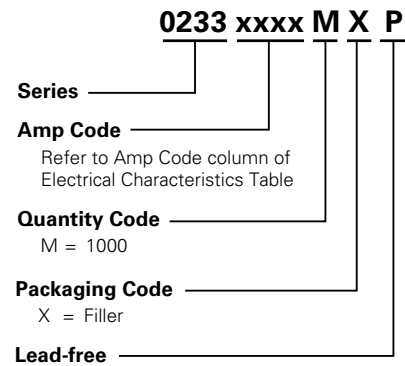 0233 xxxx M X P
Series
Amp Code
Refer to Amp Code column of
Electrical Characteristics Table
Quantity Code
M = 1000
Packaging Code
X = Filler
Lead-free